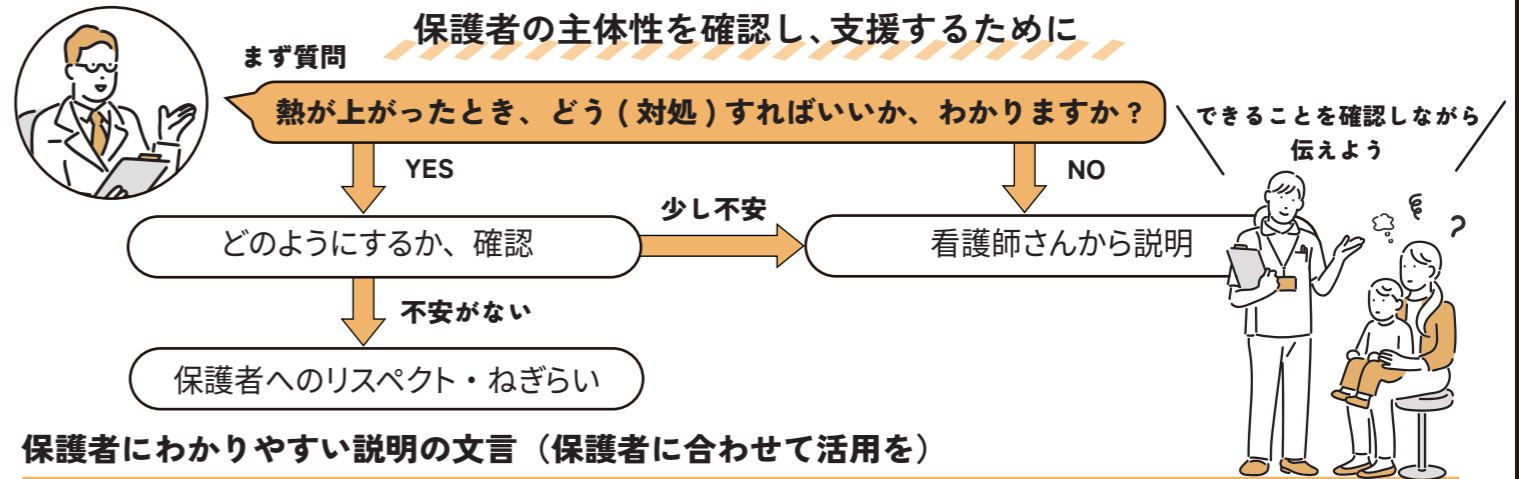 保護者の主体性を確認し、支援するために
まず質問
熱が上がったとき、どう(対処)すればいいか、わかりますか?
できることを確認しながら
伝えよう
YES
NO
少し不安
どのようにするか、確認
看護師さんから説明
?
不安がない
保護者へのリスペクト・ねぎらい
保護者にわかりやすい説明の文言(保護者に合わせて活用を)